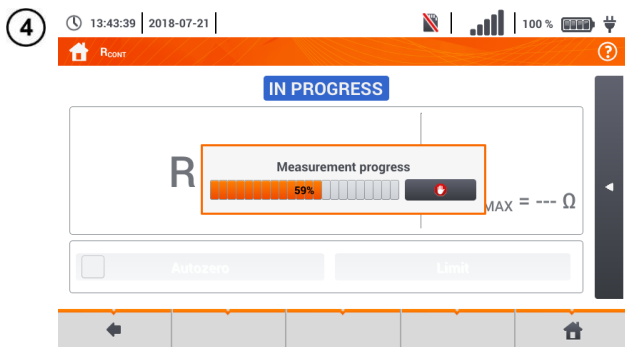 4
13:43:39 2018-07-21 100 %
RCONT ?
IN PROGRESS
Measurement progress
R
59%
MAX = --- Ω
Autozero Limit